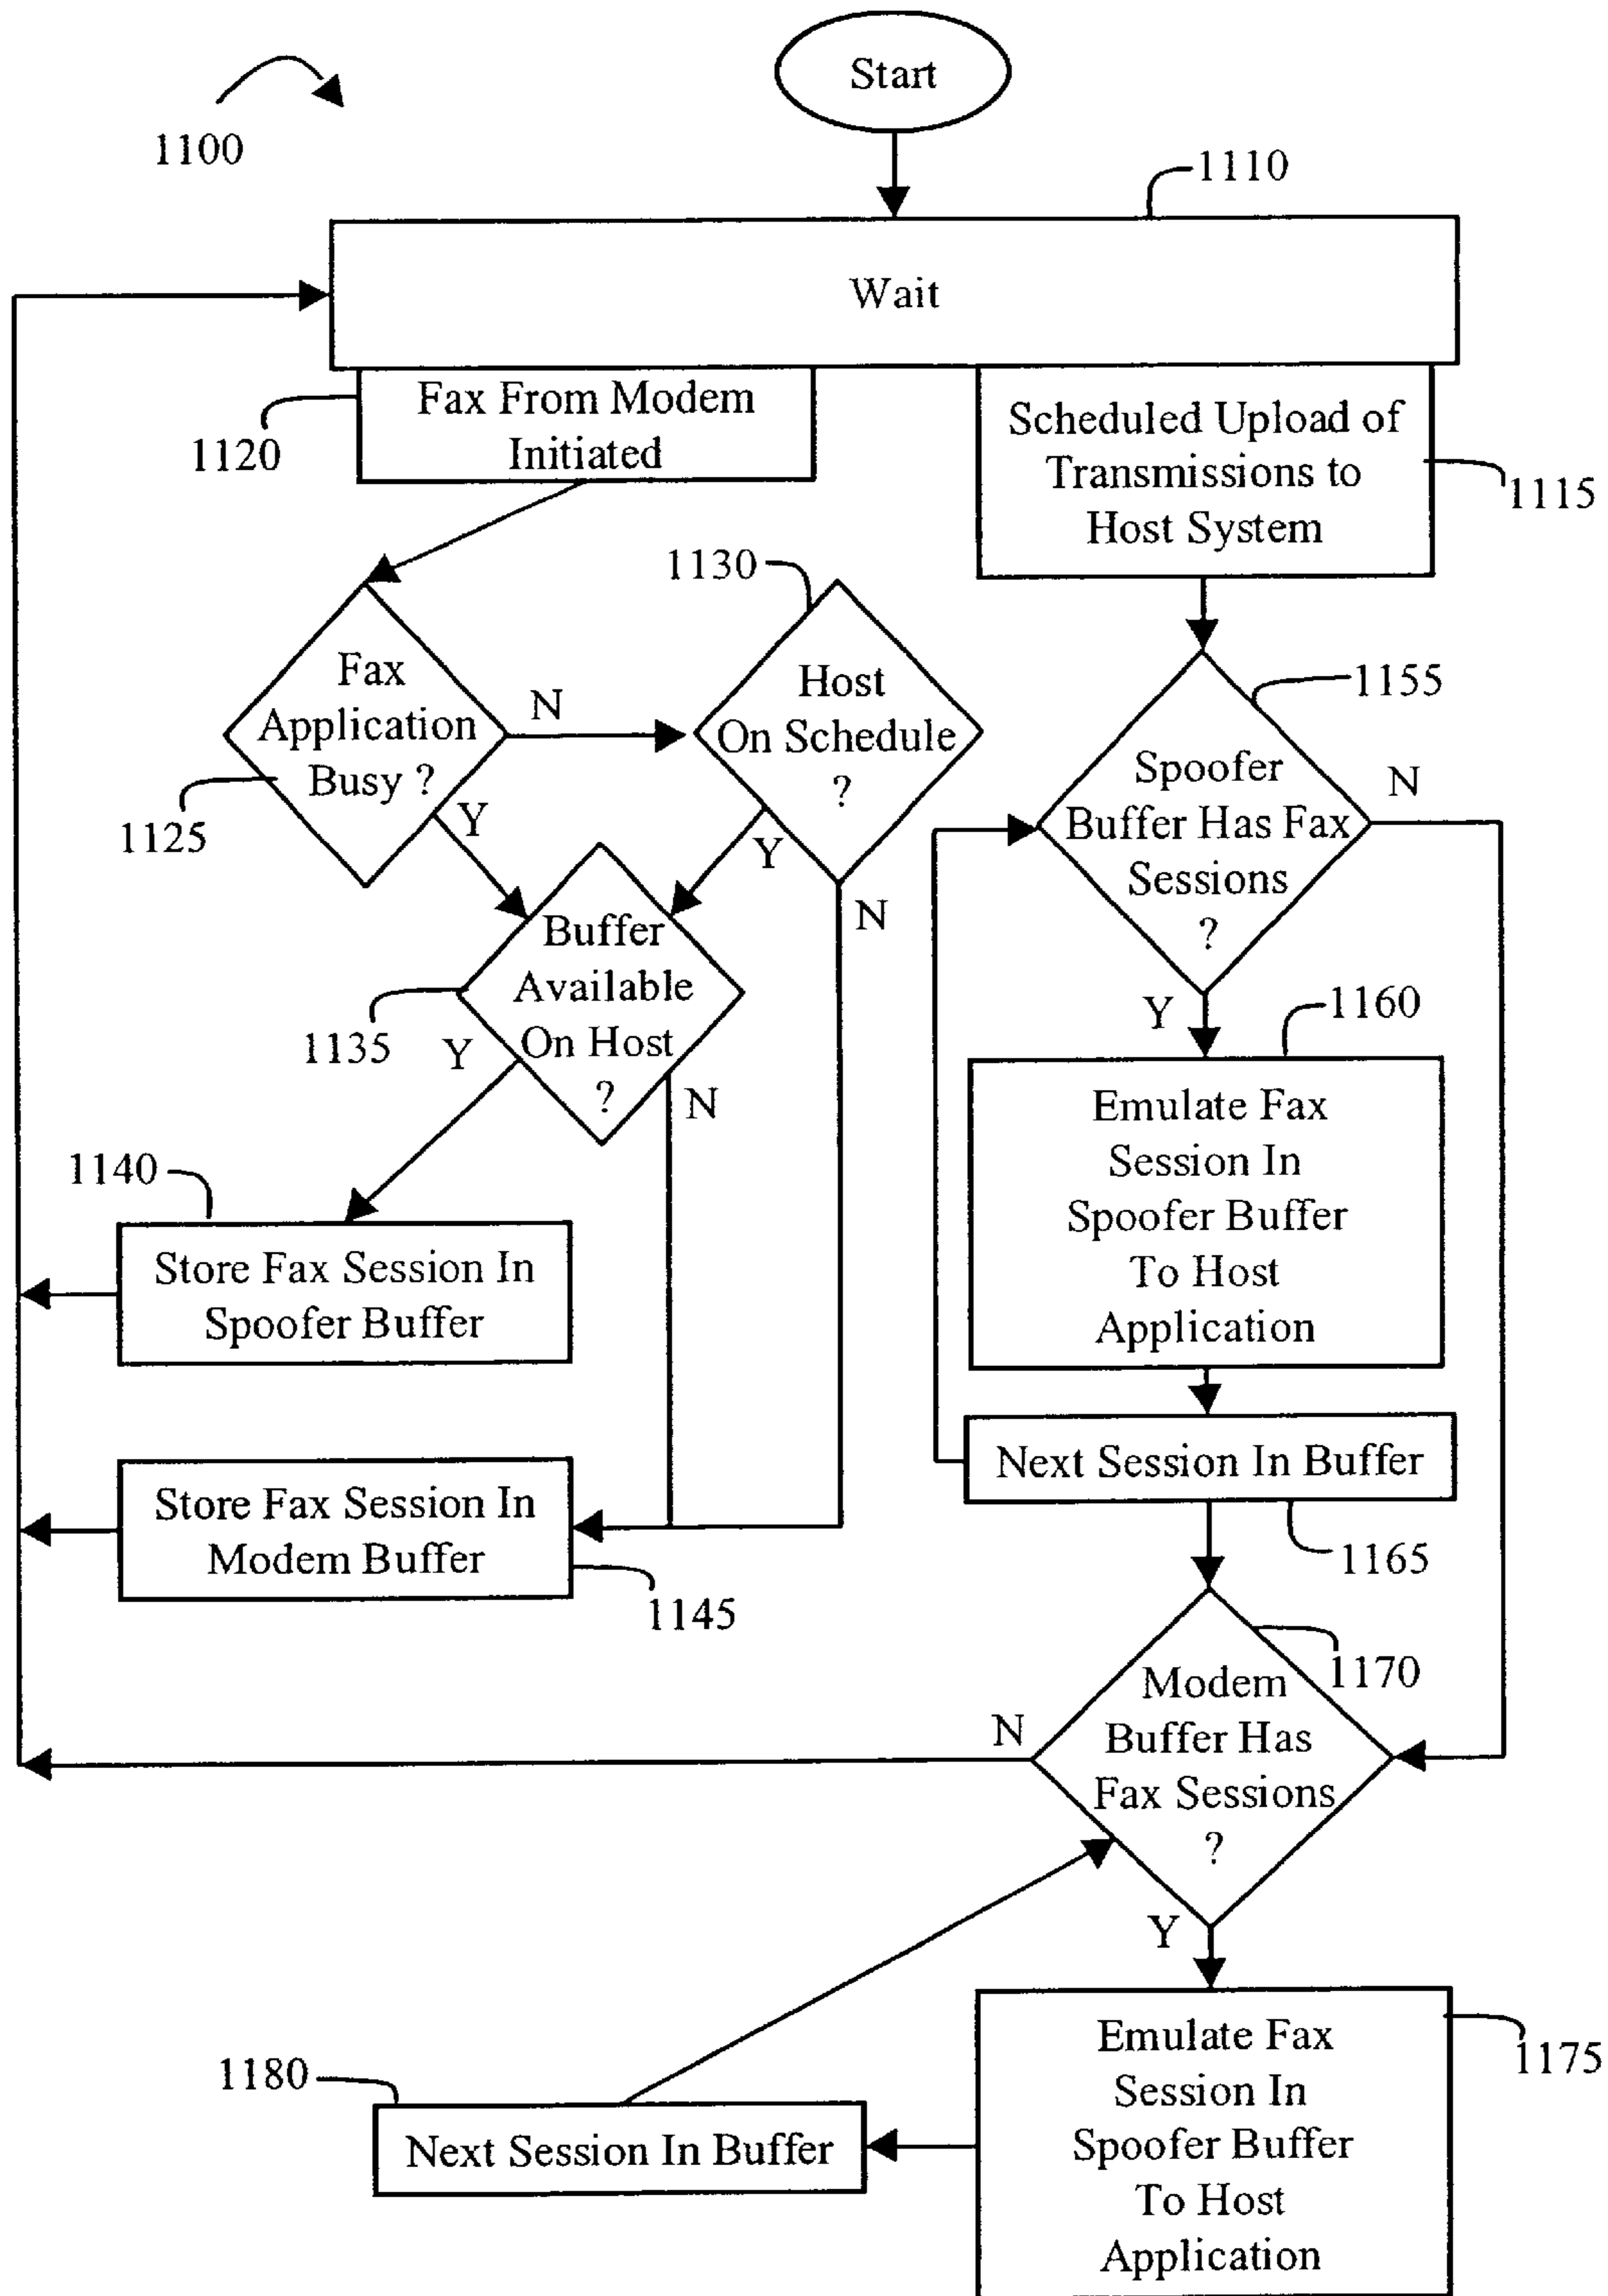 Start
1100
1110
Wait
Fax From Modem
Initiated
1120
Scheduled Upload of
Transmissions to
Host System
1115
1130
Fax
Application
Busy ?
1125
N
Y
Host
On Schedule
?
Y
N
1155
Spoofer
Buffer Has Fax
Sessions
?
N
Y
Buffer
Available
On Host
?
1135
Y
N
1160
Emulate Fax
Session In
Spoofer Buffer
To Host
Application
1140
Store Fax Session In
Spoofer Buffer
Next Session In Buffer
1165
Store Fax Session In
Modem Buffer
1145
1170
Modem
Buffer Has
Fax Sessions
?
N
Y
Emulate Fax
Session In
Spoofer Buffer
To Host
Application
1175
1180
Next Session In Buffer